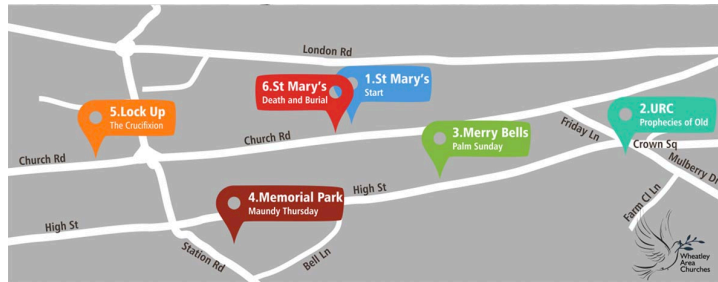 London Rd
6.St Mary's
Death and Burial
1.St Mary's
Start
5.Lock Up
The Crucifixion
2.URC
Prophecies of Old
Friday Ln
3.Merry Bells
Palm Sunday
Church Rd
Crown Sq
Church Rd
Mulberry Dr
4.Memorial Park
Maundy Thursday
High St
High St
Farm Cl Ln
Station Rd
Bell Ln
Wheatley
Area
Churches